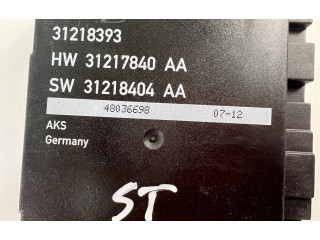 31218393
HW 31217840 AA
SW 31218404 AA
48036698 07-12
AKS
Germany
ST